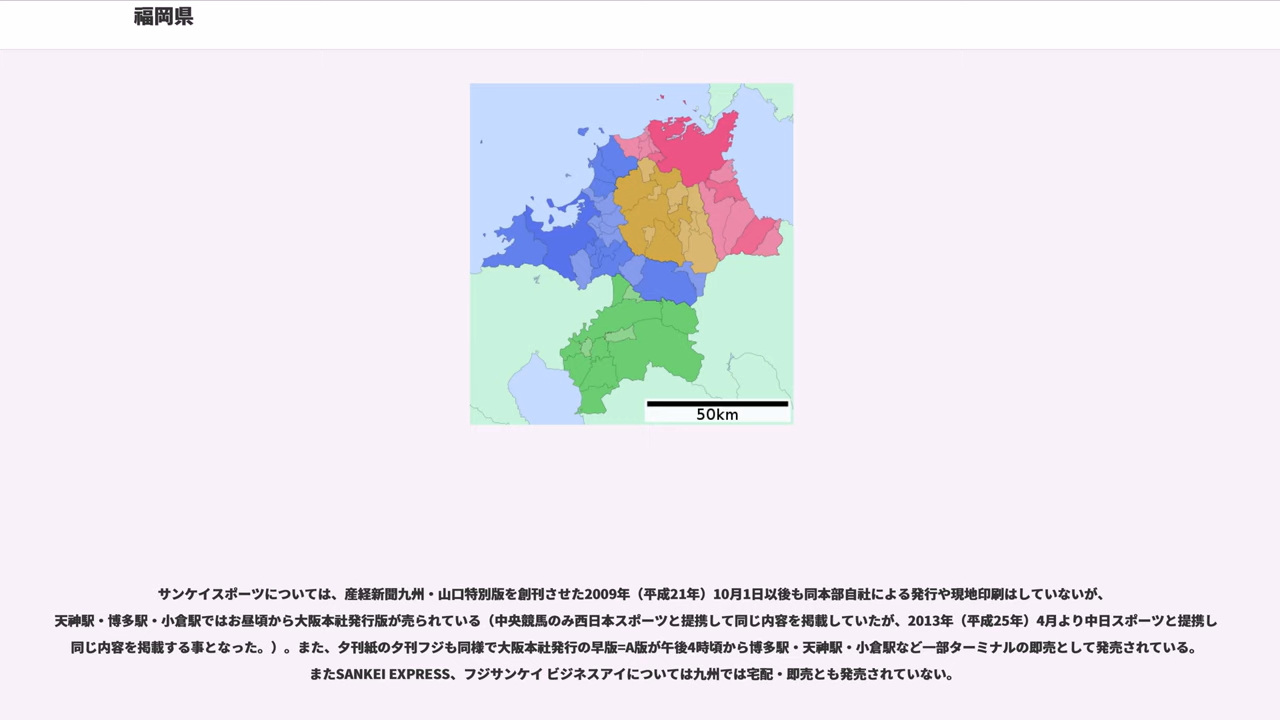 福岡県
50km
サンケイスポーツについては、産経新聞九州・山口特別版を創刊させた2009年（平成21年）10月1日以後も同本部自社による発行や現地印刷はしていないが、
天神駅・博多駅・小倉駅ではお昼頃から大阪本社発行版が売られている（中央競馬のみ西日本スポーツと提携して同じ内容を掲載していたが、2013年（平成25年）4月より中日スポーツと提携し
同じ内容を掲載する事となった。）。また、夕刊紙の夕刊フジも同様で大阪本社発行の早版=A版が午後4時頃から博多駅・天神駅・小倉駅など一部ターミナルの即売として発売されている。
またSANKEI EXPRESS、フジサンケイ ビジネスアイについては九州では宅配・即売とも発売されていない。